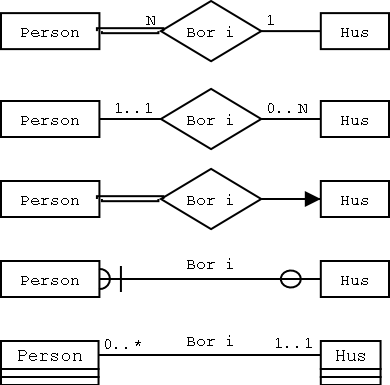 Person N Bor i 1 Hus
Person 1..1 Bor i 0..N Hus
Person Bor i Hus
Person Bor i Hus
Person 0..* Bor i 1..1 Hus